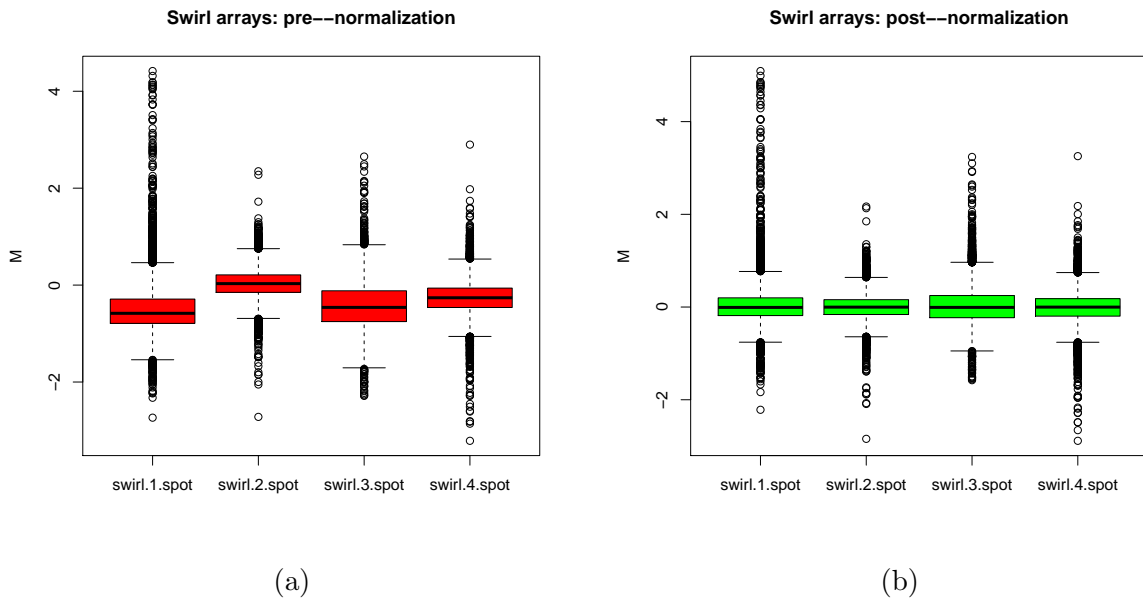 Swirl arrays: pre−−normalization
M
4
2
0
−2
swirl.1.spot swirl.2.spot swirl.3.spot swirl.4.spot
(a)
Swirl arrays: post−−normalization
M
4
2
0
−2
swirl.1.spot swirl.2.spot swirl.3.spot swirl.4.spot
(b)